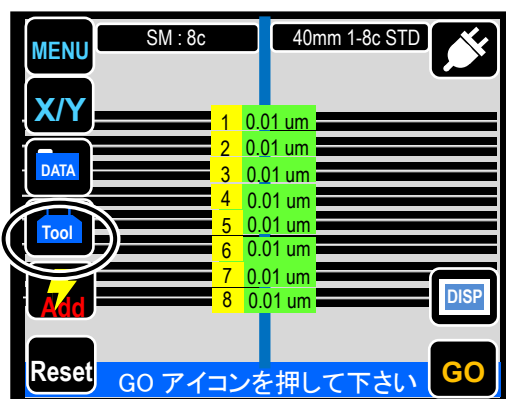 MENU
SM : 8c
40mm 1-8c STD
X/Y
1 0.01 um
2 0.01 um
DATA
3 0.01 um
4 0.01 um
Tool
5 0.01 um
6 0.01 um
7 0.01 um
Add
8 0.01 um
DISP
Reset
GO アイコンを押して下さい
GO